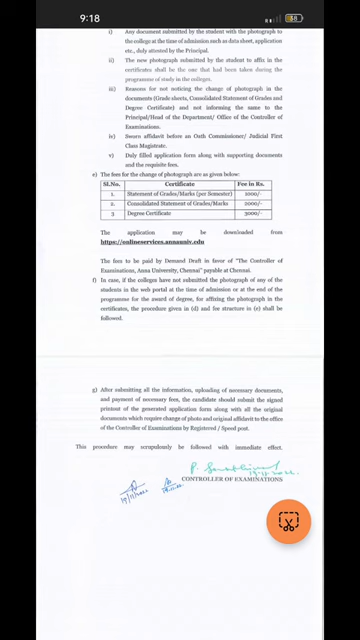 9:18
58
i) Any document submitted by the student with the photograph to
the college at the time of admission such as data sheet, application
etc., duly attested by the Principal.
ii) The new photograph submitted by the student to affix in the
certificates shall be the one that had been taken during the
programme of study in the colleges.
iii) Reasons for not noticing the change of photograph in the
documents (Grade sheets, Consolidated Statement of Grades and
Degree Certificate) and not informing the same to the
Principal/Head of the Department/ Office of the Controller of
Examinations.
iv) Sworn affidavit before an Oath Commissioner/ Judicial First
Class Magistrate.
v) Duly filled application form along with supporting documents
and the requisite fees.
e) The fees for the change of photograph are as given below:
Sl.No. Certificate Fee in Rs.
1. Statement of Grades/Marks (per Semester) 1000/-
2. Consolidated Statement of Grades/Marks 2000/-
3 Degree Certificate 3000/-
The application may be downloaded from
https://onlineservices.annauniv.edu
The fees to be paid by Demand Draft in favor of "The Controller of
Examinations, Anna University, Chennai" payable at Chennai.
f) In case, if the colleges have not submitted the photograph of any of the
students in the web portal at the time of admission or at the end of the
programme for the award of degree, for affixing the photograph in the
certificates, the procedure given in (d) and fee structure in (e) shall be
followed.
g) After submitting all the information, uploading of necessary documents,
and payment of necessary fees, the candidate should submit the signed
printout of the generated application form along with all the original
documents which require change of photo and original affidavit to the office
of the Controller of Examinations by Registered / Speed post.
This procedure may scrupulously be followed with immediate effect.
CONTROLLER OF EXAMINATIONS